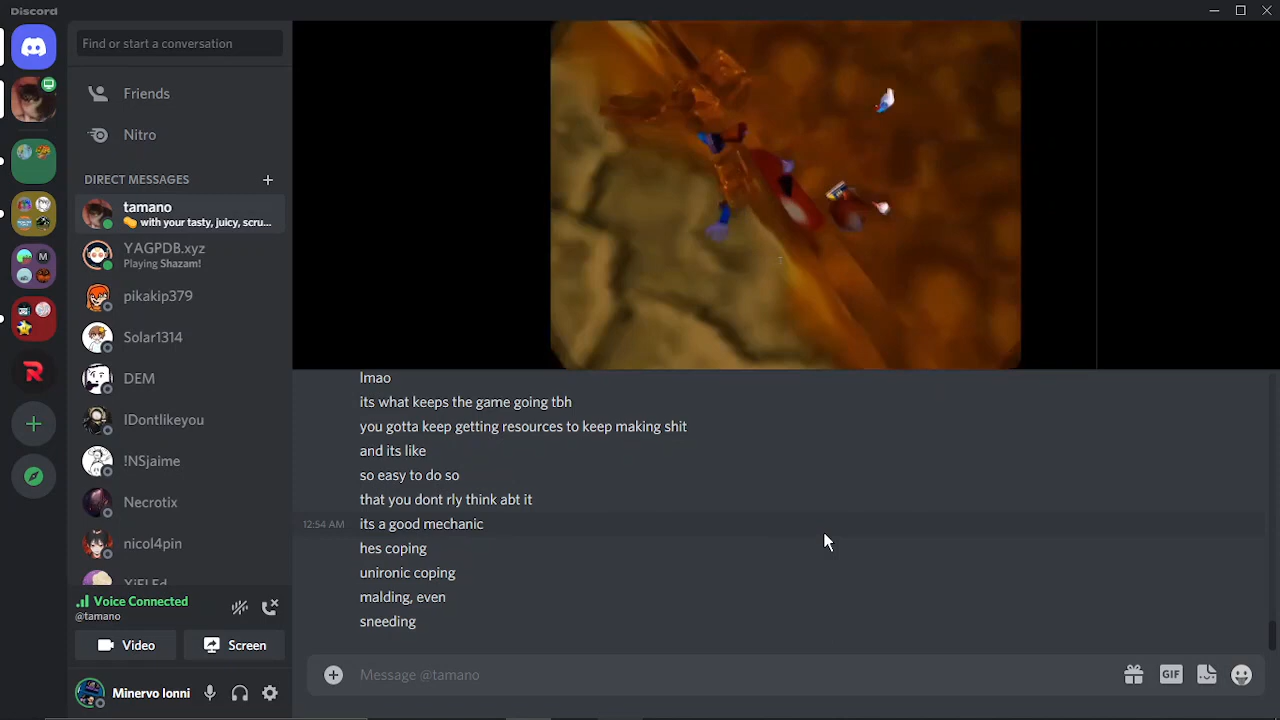 Discord
Find or start a conversation
Friends
Nitro
DIRECT MESSAGES
tamano
with your tasty, juicy, scru...
YAGPDB.xyz
Playing Shazam!
pikakip379
Solar1314
DEM
IDontlikeyou
!NSjaime
Necrotix
nicol4pin
Voice Connected
@tamano
Video
Screen
Minervo Ionni
lmao
its what keeps the game going tbh
you gotta keep getting resources to keep making shit
and its like
so easy to do so
that you dont rly think abt it
12:54 AM its a good mechanic
hes coping
unironic coping
malding, even
sneeding
Message @tamano
GIF